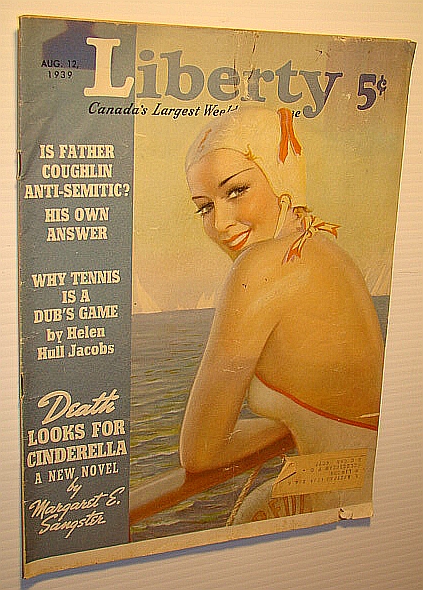 AUG. 12,
1939
Liberty 5¢
Canada's Largest
IS FATHER
COUGHLIN
ANTI-SEMITIC?
HIS OWN
ANSWER
WHY TENNIS
IS A
DUB'S GAME
by Helen
Hull Jacobs
Death
LOOKS FOR
CINDERELLA
A NEW NOVEL
by
Margaret E.
Sangster